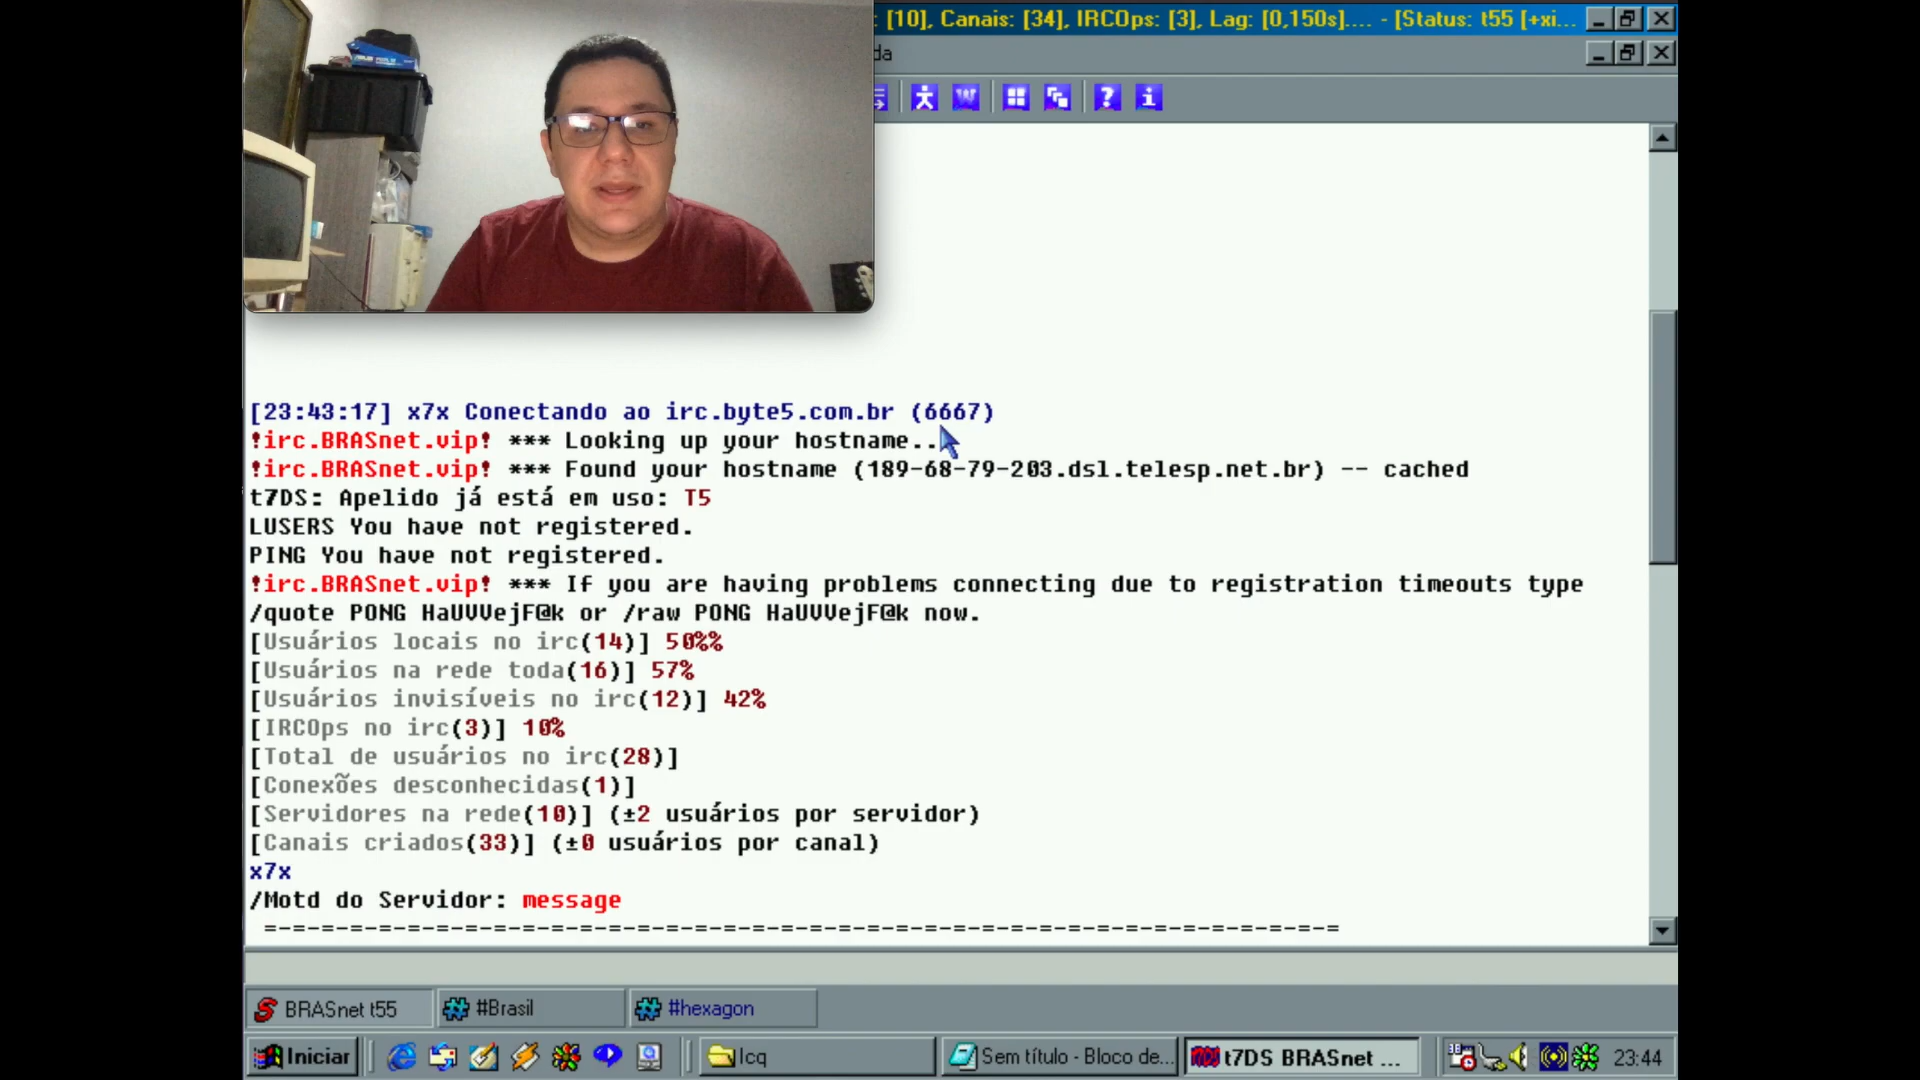 : [10], Canais: [34], IRCOps: [3], Lag: [0,150s].... - [Status: t55 [+xi...
da
[23:43:17] x7x Conectando ao irc.byte5.com.br (6667)
!irc.BRASnet.vip! *** Looking up your hostname..
!irc.BRASnet.vip! *** Found your hostname (189-68-79-203.dsl.telesp.net.br) -- cached
t7DS: Apelido já está em uso: T5
LUSERS You have not registered.
PING You have not registered.
!irc.BRASnet.vip! *** If you are having problems connecting due to registration timeouts type
/quote PONG HaUVVejF@k or /raw PONG HaUVVejF@k now.
[Usuários locais no irc(14)] 50%%
[Usuários na rede toda(16)] 57%
[Usuários invisíveis no irc(12)] 42%
[IRCOps no irc(3)] 10%
[Total de usuários no irc(28)]
[Conexões desconhecidas(1)]
[Servidores na rede(10)] (±2 usuários por servidor)
[Canais criados(33)] (±0 usuários por canal)
x7x
/Motd do Servidor: message
=-=-=-=-=-=-=-=-=-=-=-=-=-=-=-=-=-=-=-=-=-=-=-=-=-=-=-=-=-=-=-=-=-=-=-=-=-=
BRASnet t55 #Brasil #hexagon
Iniciar Icq Sem título - Bloco de... t7DS BRASnet ... 23:44